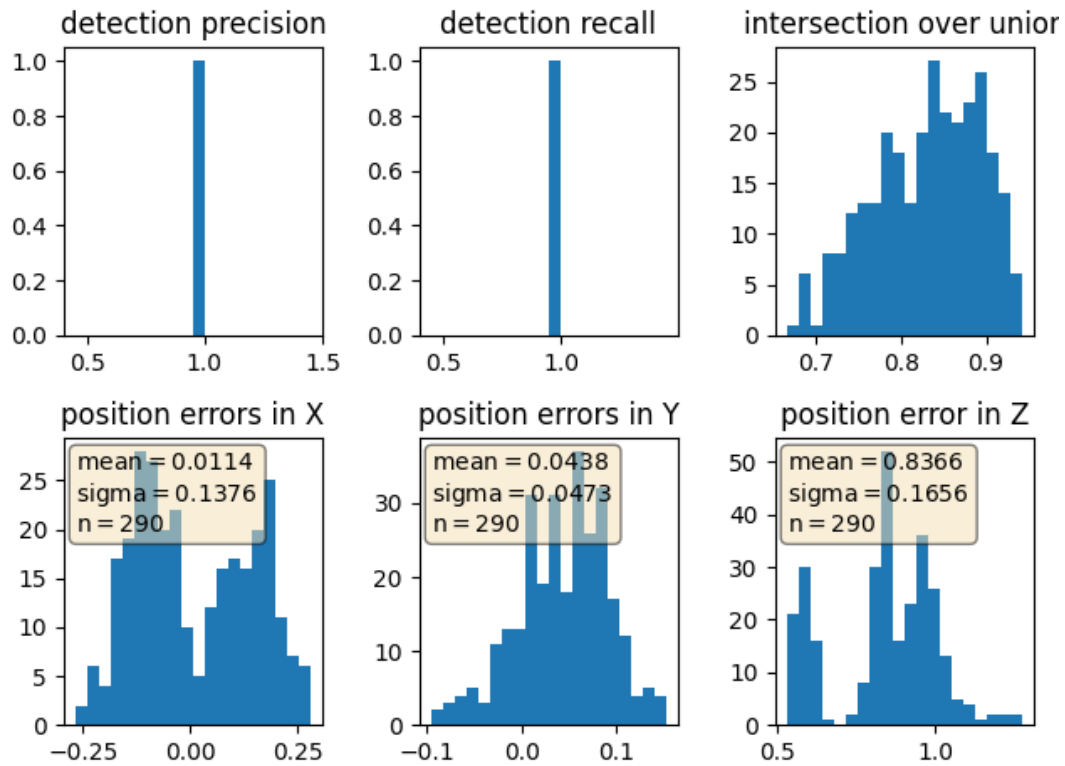 detection precision
detection recall
intersection over unior
1.0
0.8
0.6
0.4
0.2
0.0
0.5 1.0 1.5
1.0
0.8
0.6
0.4
0.2
0.0
0.5 1.0
25
20
15
10
5
0
0.7 0.8 0.9
position errors in X
position errors in Y
position error in Z
mean = 0.0114
sigma = 0.1376
n = 290
25
20
15
10
5
0
−0.25 0.00 0.25
mean = 0.0438
sigma = 0.0473
n = 290
30
20
10
0
−0.1 0.0 0.1
mean = 0.8366
sigma = 0.1656
n = 290
50
40
30
20
10
0
0.5 1.0